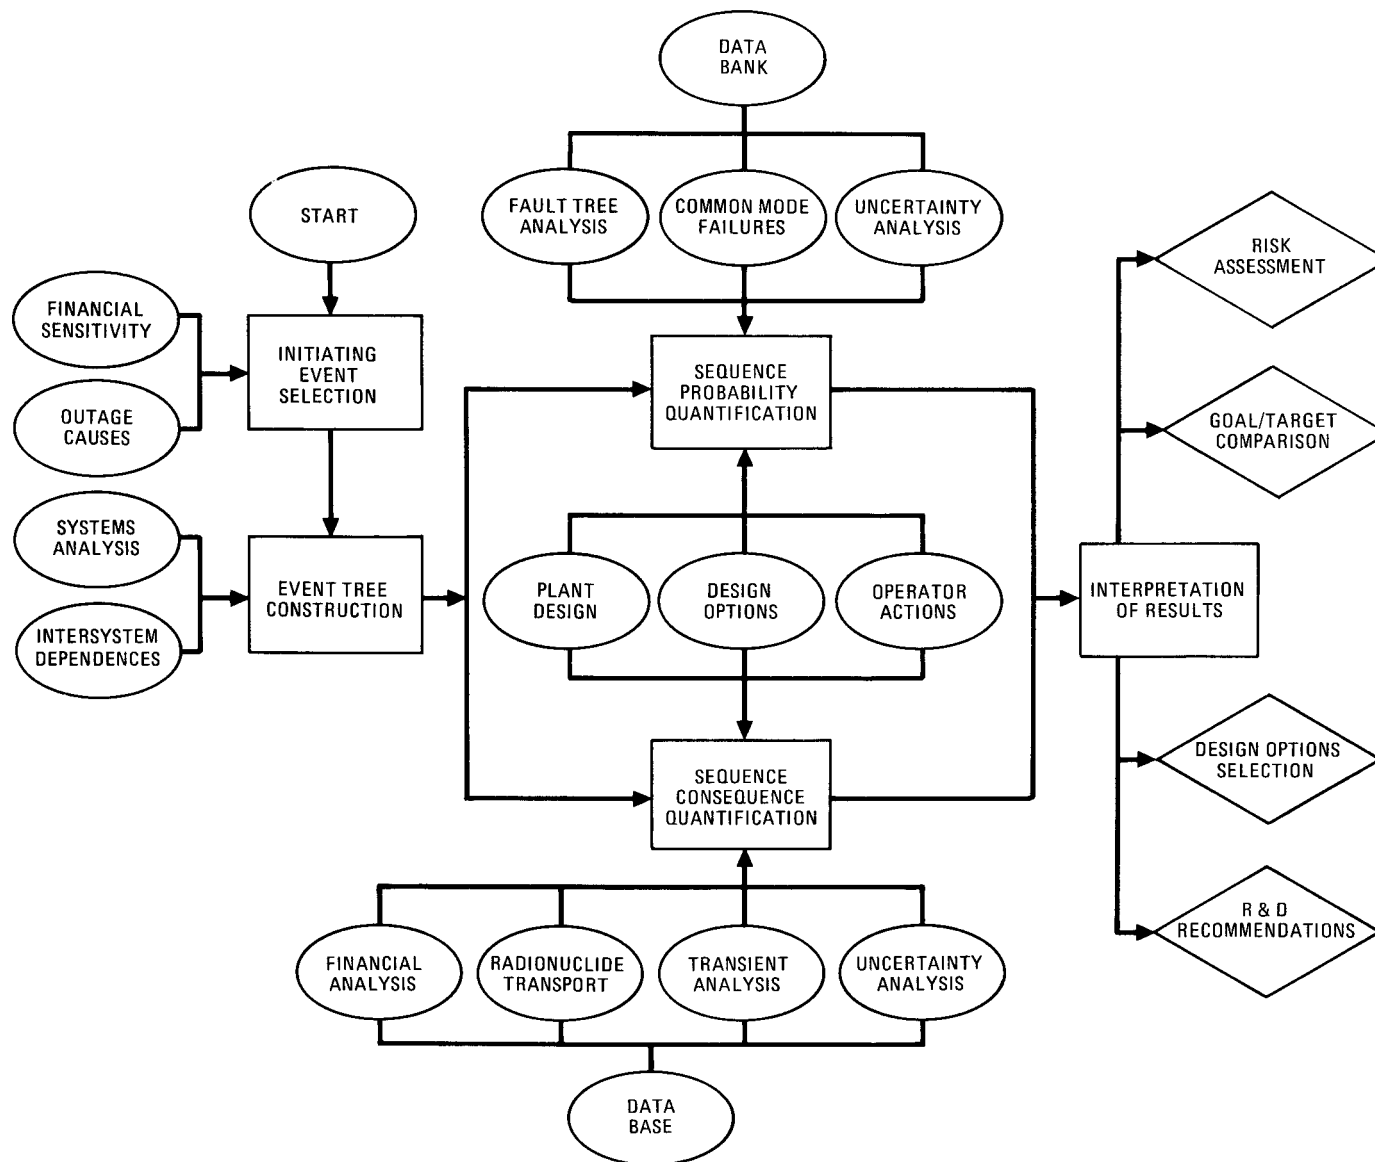 DATA
BANK
START
FAULT TREE
ANALYSIS
COMMON MODE
FAILURES
UNCERTAINTY
ANALYSIS
RISK
ASSESSMENT
FINANCIAL
SENSITIVITY
INITIATING
EVENT
SELECTION
SEQUENCE
PROBABILITY
QUANTIFICATION
OUTAGE
CAUSES
GOAL/TARGET
COMPARISON
SYSTEMS
ANALYSIS
EVENT TREE
CONSTRUCTION
PLANT
DESIGN
DESIGN
OPTIONS
OPERATOR
ACTIONS
INTERPRETATION
OF RESULTS
INTERSYSTEM
DEPENDENCES
SEQUENCE
CONSEQUENCE
QUANTIFICATION
DESIGN OPTIONS
SELECTION
FINANCIAL
ANALYSIS
RADIONUCLIDE
TRANSPORT
TRANSIENT
ANALYSIS
UNCERTAINTY
ANALYSIS
R & D
RECOMMENDATIONS
DATA
BASE